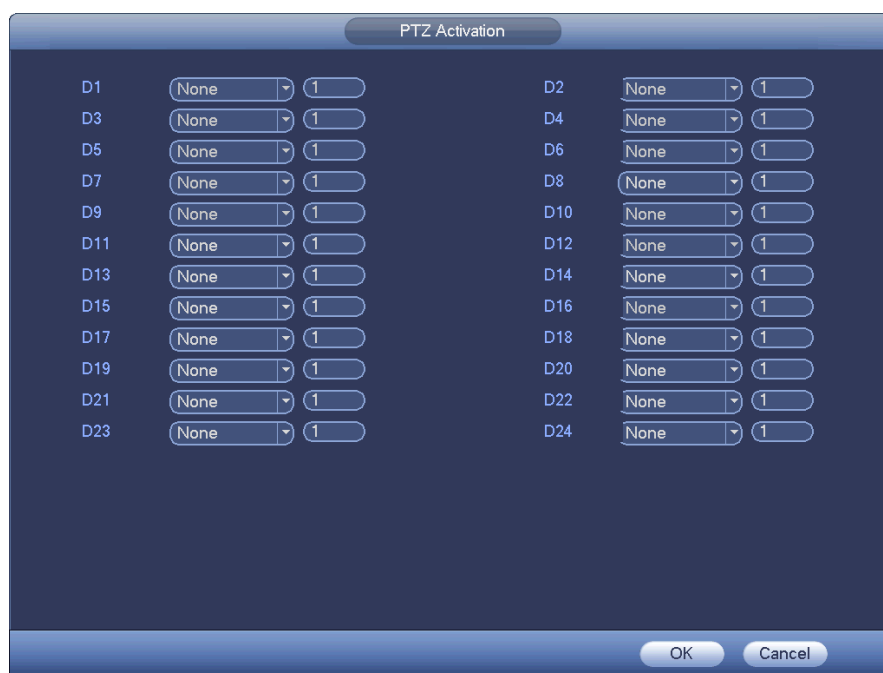 PTZ Activation
D1 None 1 D2 None 1
D3 None 1 D4 None 1
D5 None 1 D6 None 1
D7 None 1 D8 None 1
D9 None 1 D10 None 1
D11 None 1 D12 None 1
D13 None 1 D14 None 1
D15 None 1 D16 None 1
D17 None 1 D18 None 1
D19 None 1 D20 None 1
D21 None 1 D22 None 1
D23 None 1 D24 None 1
OK Cancel